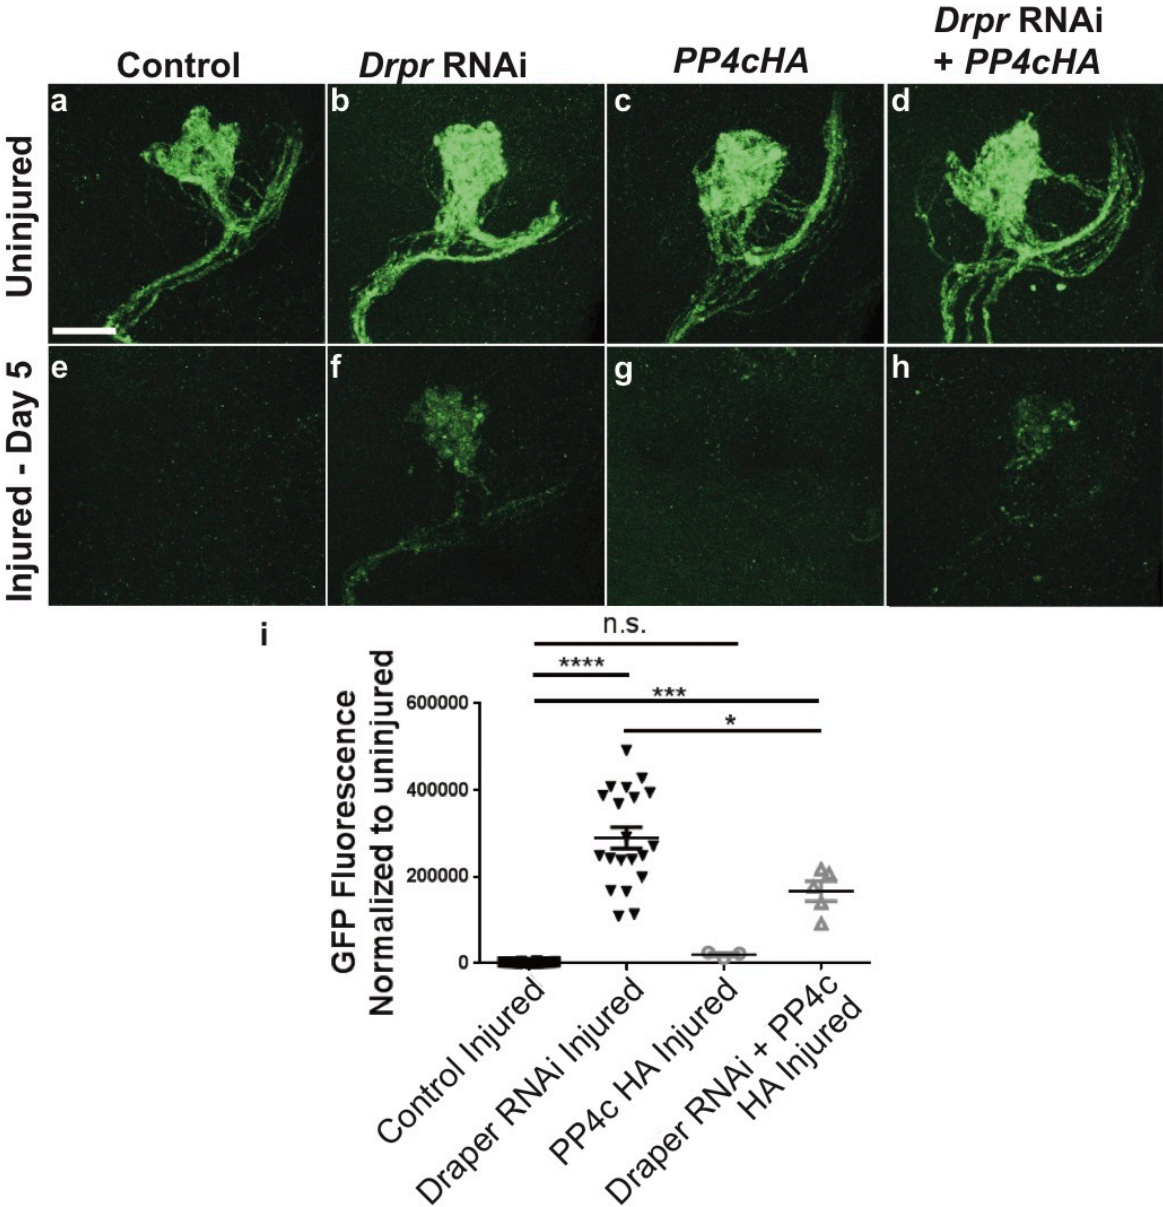 Control
Drpr RNAi
PP4cHA
Drpr RNAi
+ PP4cHA
Uninjured
a
b
c
d
Injured - Day 5
e
f
g
h
i
n.s.
****
***
*
GFP Fluorescence
Normalized to uninjured
600000
400000
200000
0
Control Injured
Draper RNAi Injured
PP4c HA Injured
Draper RNAi + PP4c
HA Injured